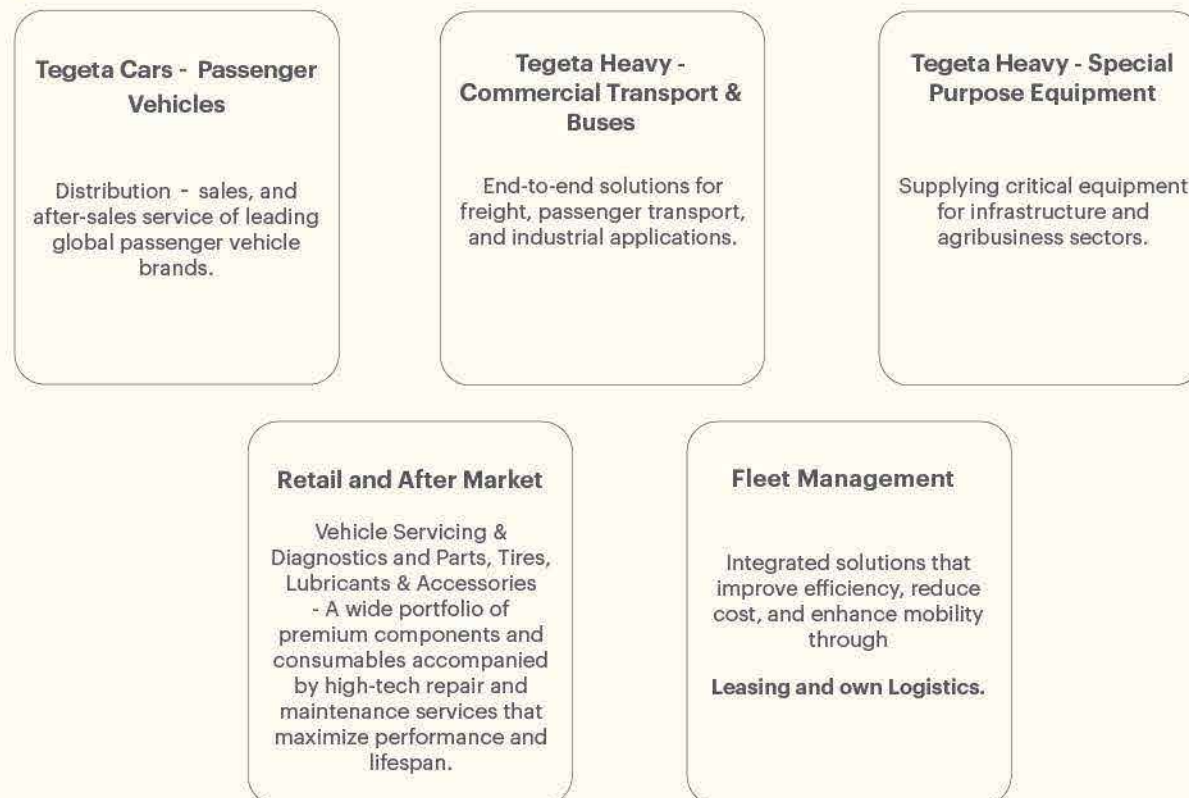 Tegeta Cars - Passenger
Vehicles
Distribution - sales, and
after-sales service of leading
global passenger vehicle
brands.
Tegeta Heavy -
Commercial Transport &
Buses
End-to-end solutions for
freight, passenger transport,
and industrial applications.
Tegeta Heavy - Special
Purpose Equipment
Supplying critical equipment
for infrastructure and
agribusiness sectors.
Retail and After Market
Vehicle Servicing &
Diagnostics and Parts, Tires,
Lubricants & Accessories
- A wide portfolio of
premium components and
consumables accompanied
by high-tech repair and
maintenance services that
maximize performance and
lifespan.
Fleet Management
Integrated solutions that
improve efficiency, reduce
cost, and enhance mobility
through
Leasing and own Logistics.